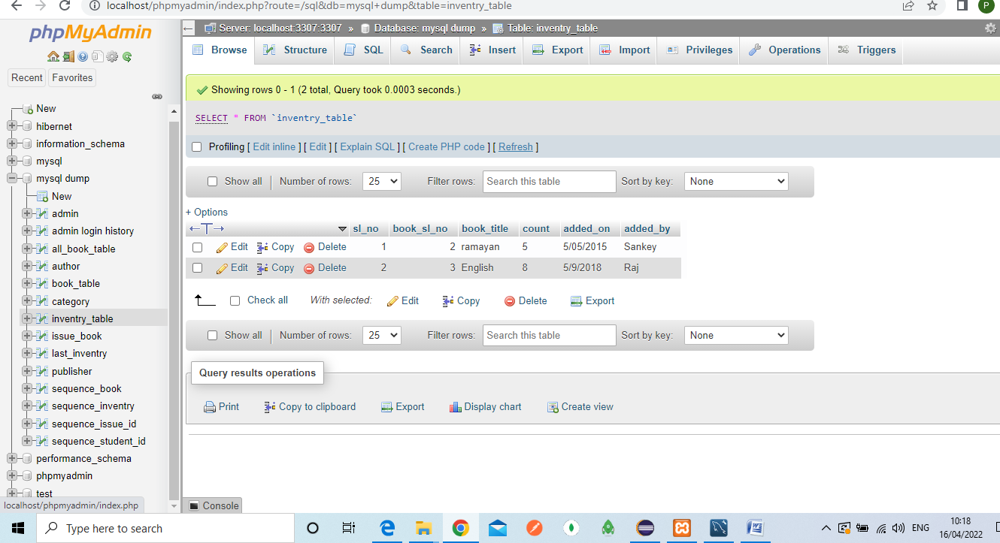 localhost/phpmyadmin/index.php?route=/sql&db=mysql+dump&table=inventry_table
P
phpMyAdmin
Recent Favorites
New
hibernet
information_schema
mysql
mysql dump
New
admin
admin login history
all_book_table
author
book_table
category
inventry_table
issue_book
last_inventry
publisher
sequence_book
sequence_inventry
sequence_issue_id
sequence_student_id
performance_schema
phpmyadmin
test
localhost/phpmyadmin/index.php
Server: localhost:3307:3307 » Database: mysql dump » Table: inventry_table
Browse Structure SQL Search Insert Export Import Privileges Operations Triggers
Showing rows 0 - 1 (2 total, Query took 0.0003 seconds.)
SELECT * FROM `inventry_table`
Profiling [ Edit inline ] [ Edit ] [ Explain SQL ] [ Create PHP code ] [ Refresh ]
Show all | Number of rows: 25 Filter rows: Search this table Sort by key: None
+ Options
←T→ sl_no book_sl_no book_title count added_on added_by
Edit Copy Delete 1 2 ramayan 5 5/05/2015 Sankey
Edit Copy Delete 2 3 English 8 5/9/2018 Raj
Check all With selected: Edit Copy Delete Export
Show all | Number of rows: 25 Filter rows: Search this table Sort by key: None
Query results operations
Print Copy to clipboard Export Display chart Create view
Console
Type here to search
ENG
10:18
16/04/2022